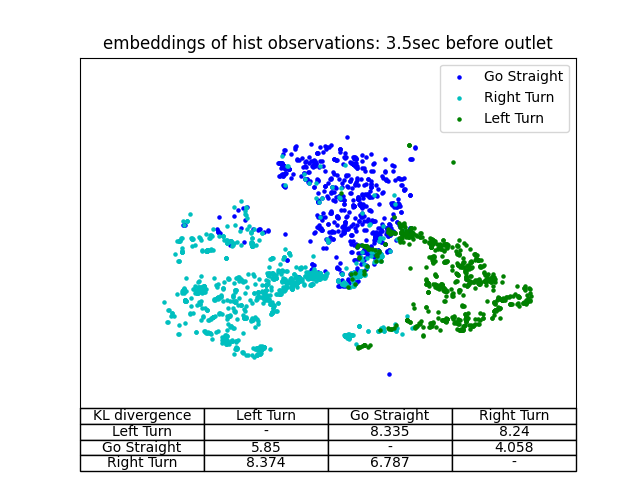 embeddings of hist observations: 3.5sec before outlet
Go Straight
Right Turn
Left Turn
KL divergence Left Turn Go Straight Right Turn
Left Turn - 8.335 8.24
Go Straight 5.85 - 4.058
Right Turn 8.374 6.787 -